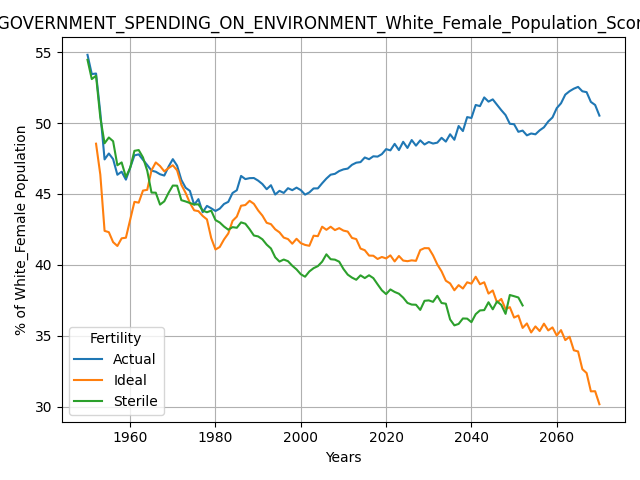 GOVERNMENT_SPENDING_ON_ENVIRONMENT_White_Female_Population_Scor
% of White_Female Population
55
50
45
40
35
30
Fertility
Actual
Ideal
Sterile
1960 1980 2000 2020 2040 2060
Years